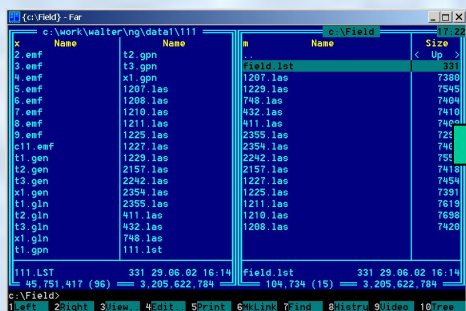 {c:\Field} - Far
c:\work\walter\ng\data1\111
x Name Name
2.emf t2.gpn
3.emf t3.gpn
4.emf x1.gpn
5.emf 1207.las
6.emf 1208.las
7.emf 1210.las
8.emf 1211.las
9.emf 1225.las
c11.emf 1227.las
t1.gen 1229.las
t2.gen 2157.las
t3.gen 2242.las
x1.gen 2354.las
t1.gln 2355.las
t2.gln 411.las
t3.gln 432.las
x1.gln 748.las
t1.gpn 111.lst
111.LST 331 29.06.02 16:14
45,751,417 (96) 3,205,622,784
c:\Field 17:22
m Name Size
.. < Up >
field.lst 331
1207.las 7380
1229.las 7545
748.las 7404
432.las 7410
411.las
2355.las
2354.las
2242.las
2157.las 7418
1227.las 7454
1225.las 7391
1211.las 7619
1210.las 7698
1208.las 7420
field.lst 331 29.06.02 16:14
104,734 (15) 3,205,622,
c:\Field>
1Left 2Right 3View.. 4Edit. 5Print 6MkLink 7Find 8Histry 9Video 10Tree